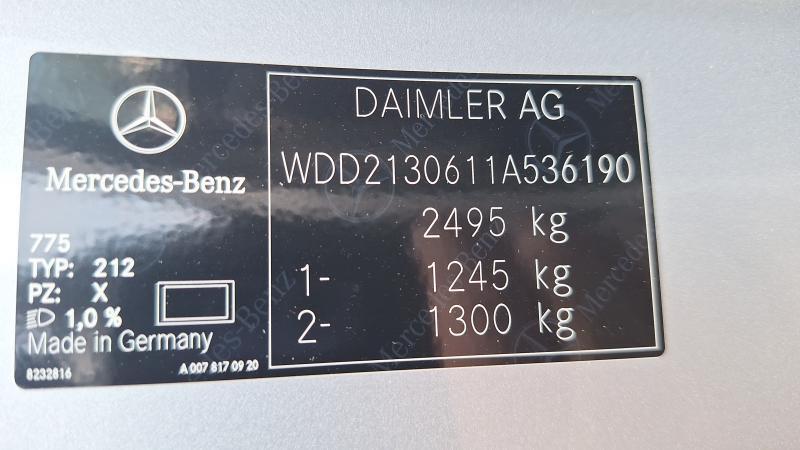 Mercedes-Benz
775
TYP: 212
PZ: X
1,0 %
Made in Germany
8232816
A 007 817 09 20
DAIMLER AG
WDD2130611A536190
2495 kg
1- 1245 kg
2- 1300 kg